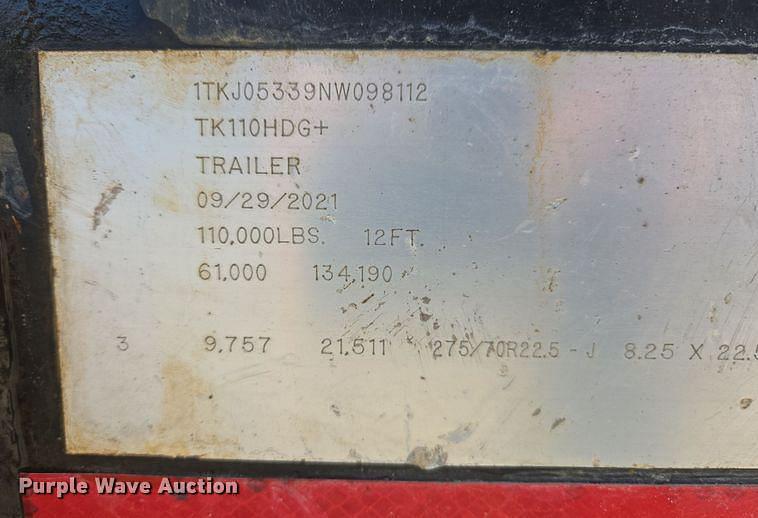 1TKJ05339NW098112
TK110HDG+
TRAILER
09/29/2021
110,000LBS. 12FT.
61,000 134,190
3 9,757 21,511 275/70R22.5 - J 8.25 X 22.5
Purple Wave Auction